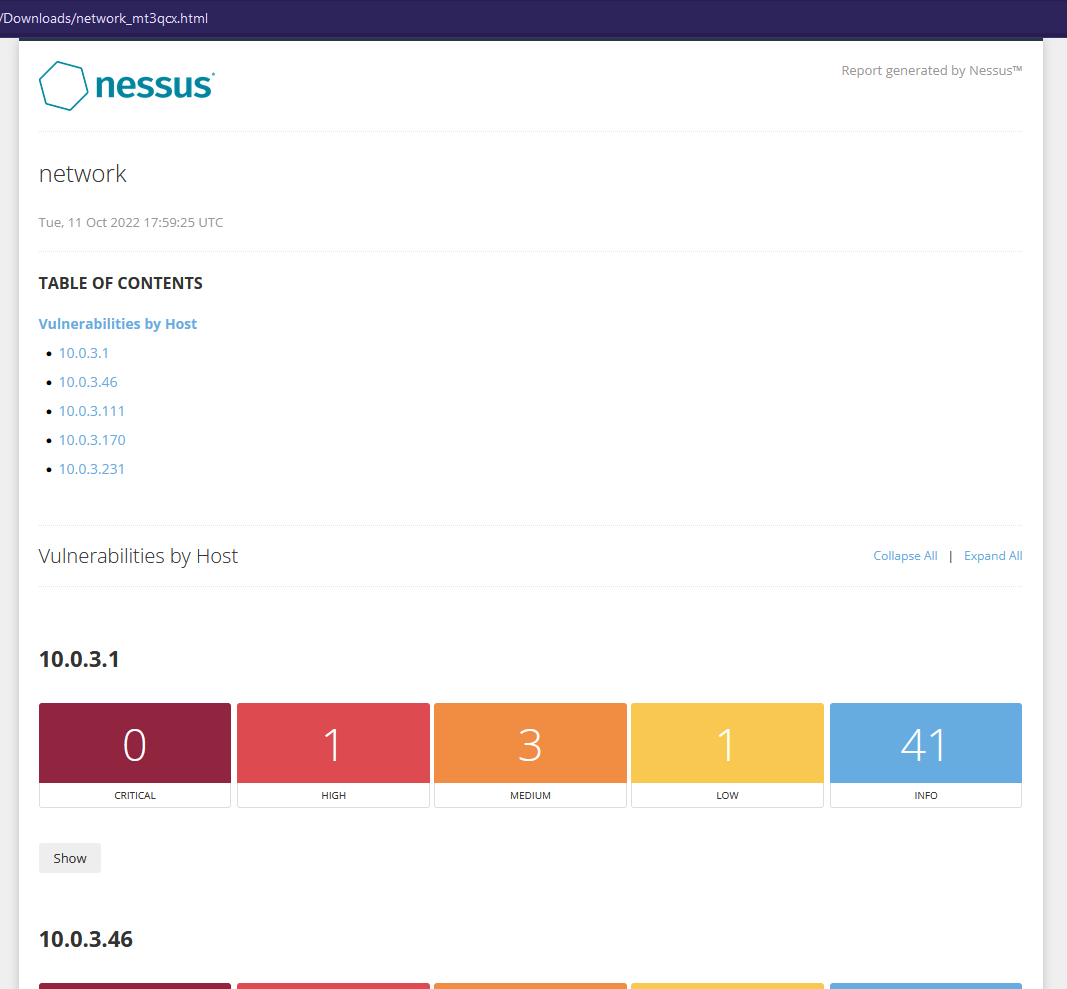 /Downloads/network_mt3qcx.html
nessus
Report generated by Nessus™
network
Tue, 11 Oct 2022 17:59:25 UTC
TABLE OF CONTENTS
Vulnerabilities by Host
• 10.0.3.1
• 10.0.3.46
• 10.0.3.111
• 10.0.3.170
• 10.0.3.231
Vulnerabilities by Host
Collapse All | Expand All
10.0.3.1
0 1 3 1 41
CRITICAL HIGH MEDIUM LOW INFO
Show
10.0.3.46